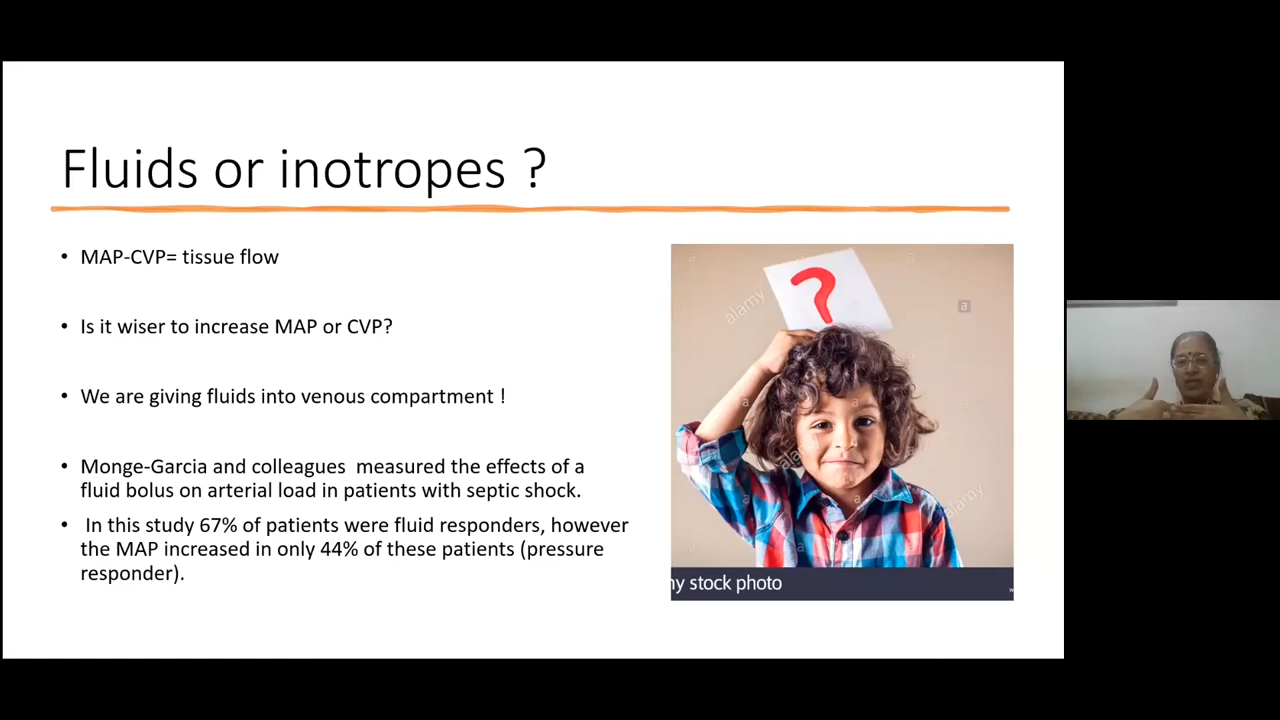 Fluids or inotropes ?
• MAP-CVP= tissue flow
• Is it wiser to increase MAP or CVP?
• We are giving fluids into venous compartment !
• Monge-Garcia and colleagues measured the effects of a
fluid bolus on arterial load in patients with septic shock.
• In this study 67% of patients were fluid responders, however
the MAP increased in only 44% of these patients (pressure
responder).
?
alamy
a
a
alamy
alamy
y stock photo